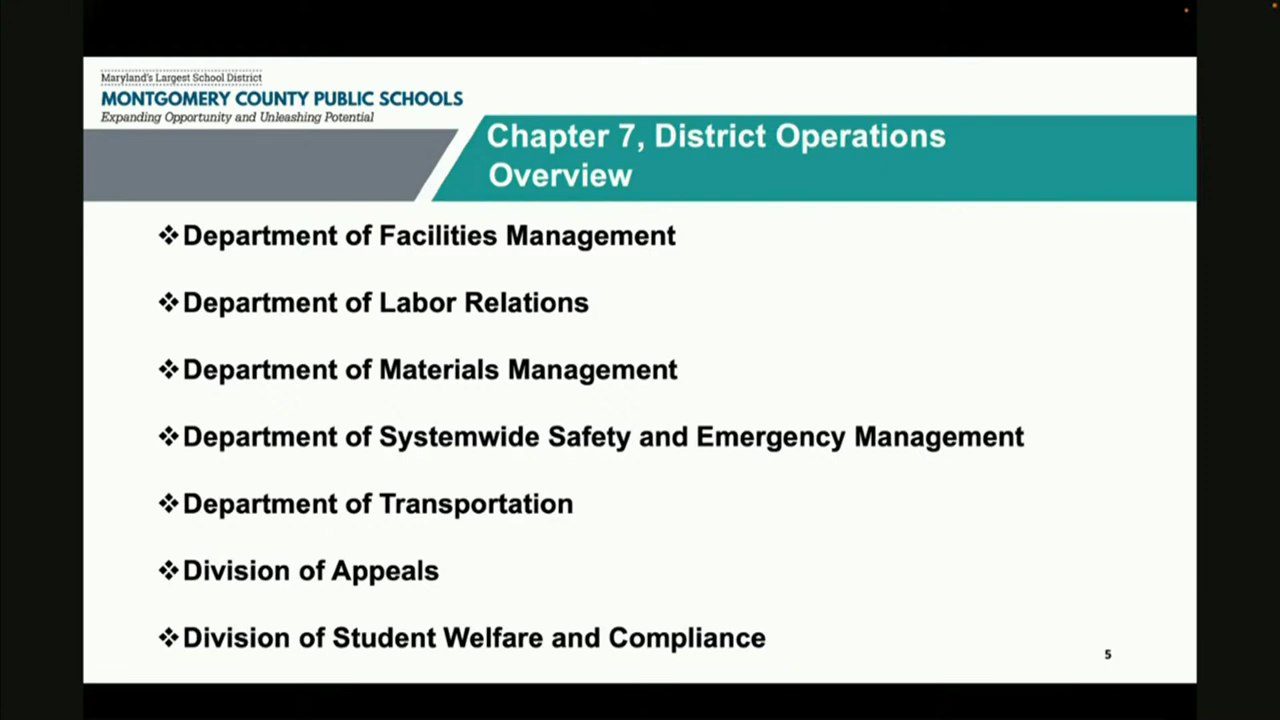 Maryland's Largest School District
MONTGOMERY COUNTY PUBLIC SCHOOLS
Expanding Opportunity and Unleashing Potential
Chapter 7, District Operations
Overview
❖Department of Facilities Management
❖Department of Labor Relations
❖Department of Materials Management
❖Department of Systemwide Safety and Emergency Management
❖Department of Transportation
❖Division of Appeals
❖Division of Student Welfare and Compliance
5